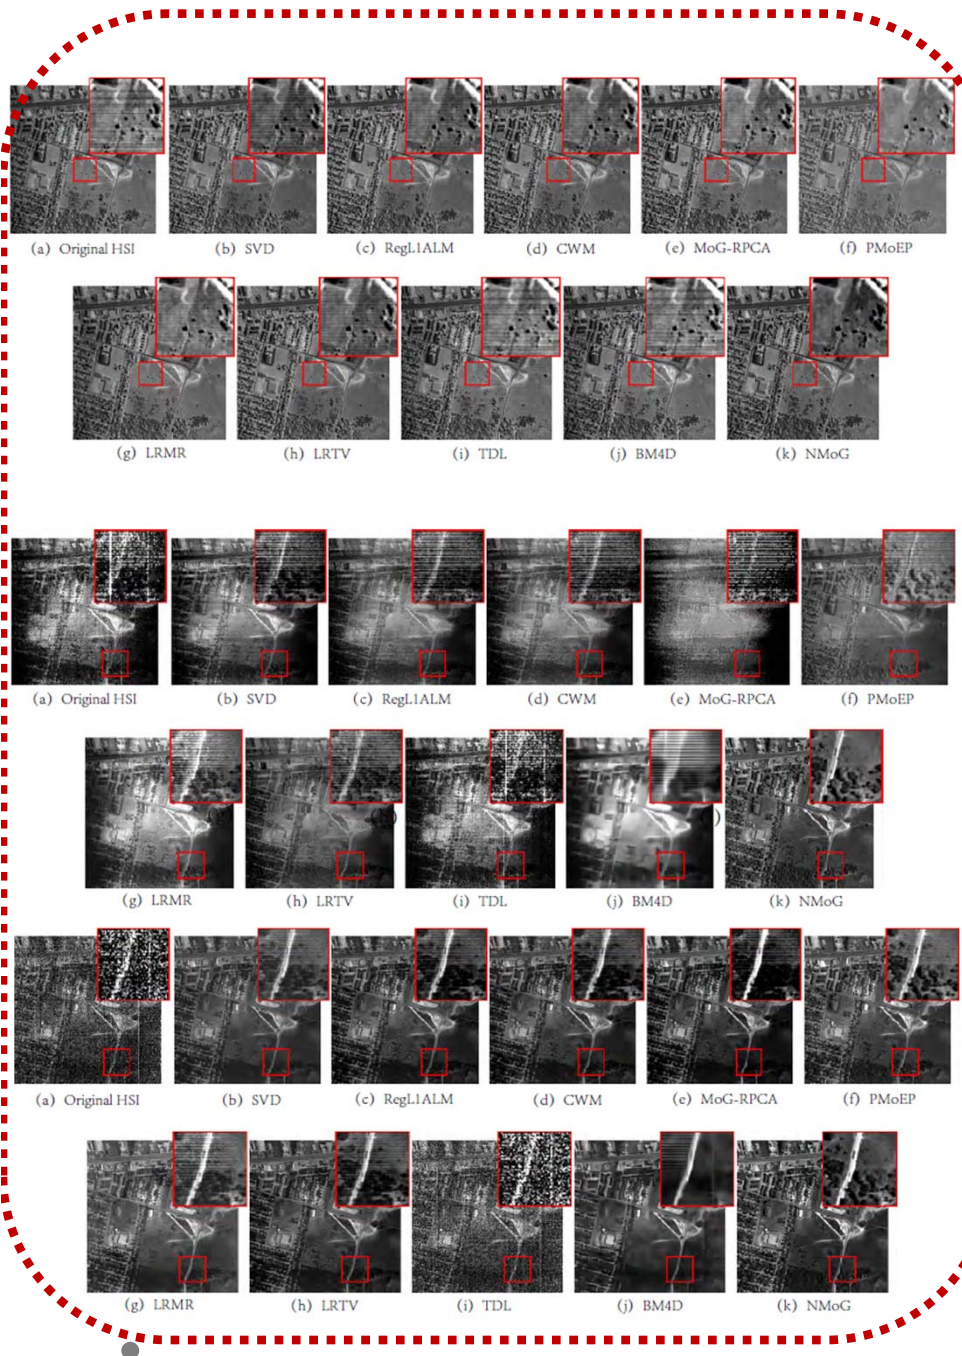 (a) Original HSI (b) SVD (c) RegL1ALM (d) CWM (e) MoG-RPCA (f) PMoEP
(g) LRMR (h) LRTV (i) TDL (j) BM4D (k) NMoG
(a) Original HSI (b) SVD (c) RegL1ALM (d) CWM (e) MoG-RPCA (f) PMoEP
(g) LRMR (h) LRTV (i) TDL (j) BM4D (k) NMoG
(a) Original HSI (b) SVD (c) RegL1ALM (d) CWM (e) MoG-RPCA (f) PMoEP
(g) LRMR (h) LRTV (i) TDL (j) BM4D (k) NMoG